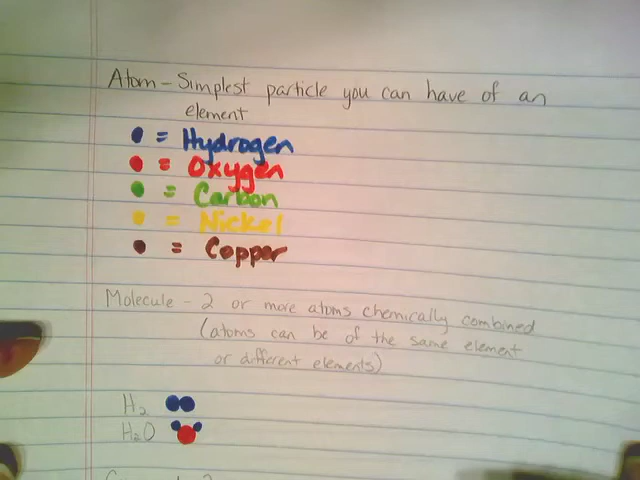 Atom - Simplest particle you can have of an
element
= Hydrogen
= Oxygen
= Carbon
= Nickel
= Copper
Molecule - 2 or more atoms chemically combined
(atoms can be of the same element
or different elements)
H₂
H₂O